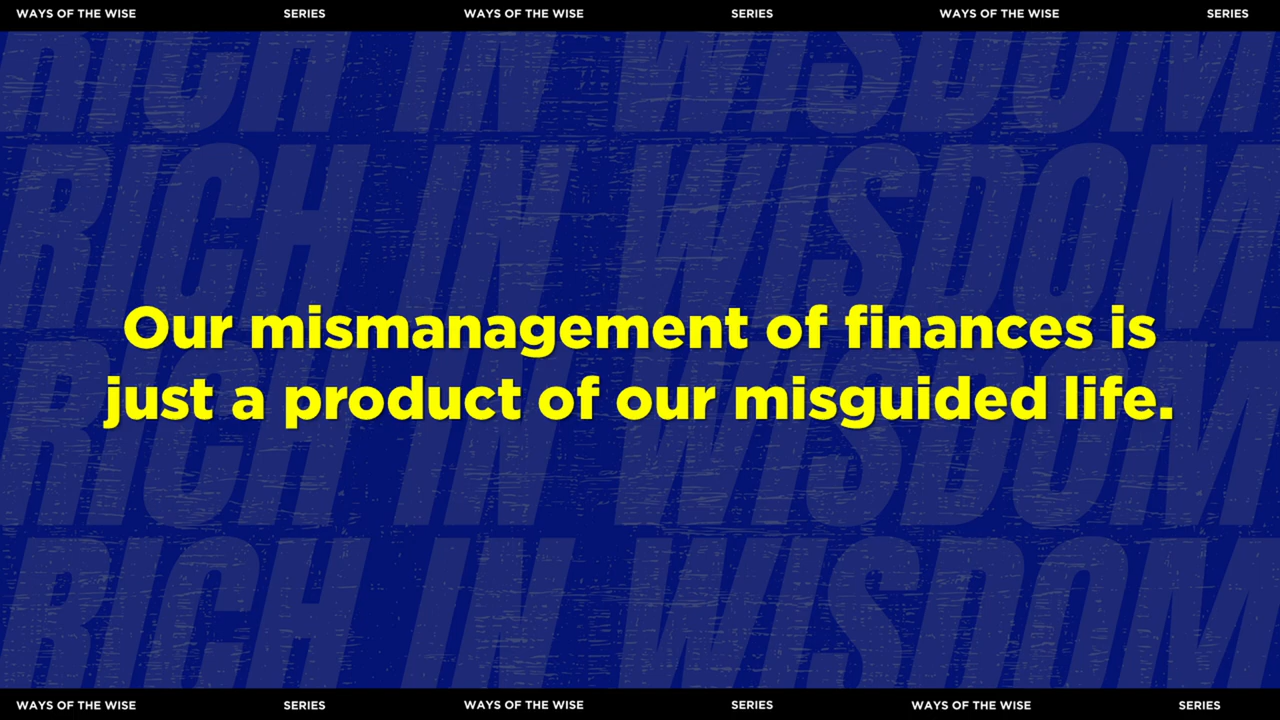 WAYS OF THE WISE SERIES WAYS OF THE WISE SERIES WAYS OF THE WISE SERIES
RICH IN WISDOM
RICH IN WISDOM
Our mismanagement of finances is
just a product of our misguided life.
RICH IN WISDOM
RICH IN WISDOM
WAYS OF THE WISE SERIES WAYS OF THE WISE SERIES WAYS OF THE WISE SERIES